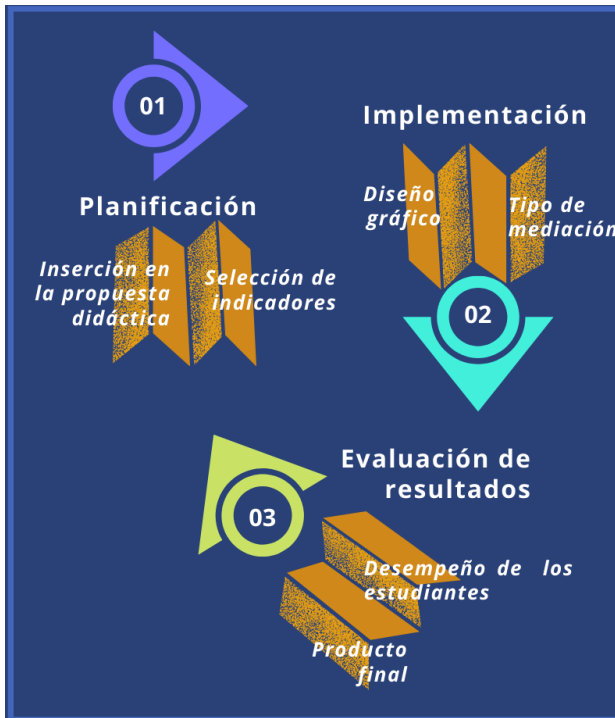 01
Planificación
Inserción en
la propuesta
didáctica
Selección de
indicadores
Implementación
Diseño
gráfico
Tipo de
mediación
02
03
Evaluación de
resultados
Desempeño de los
estudiantes
Producto
final